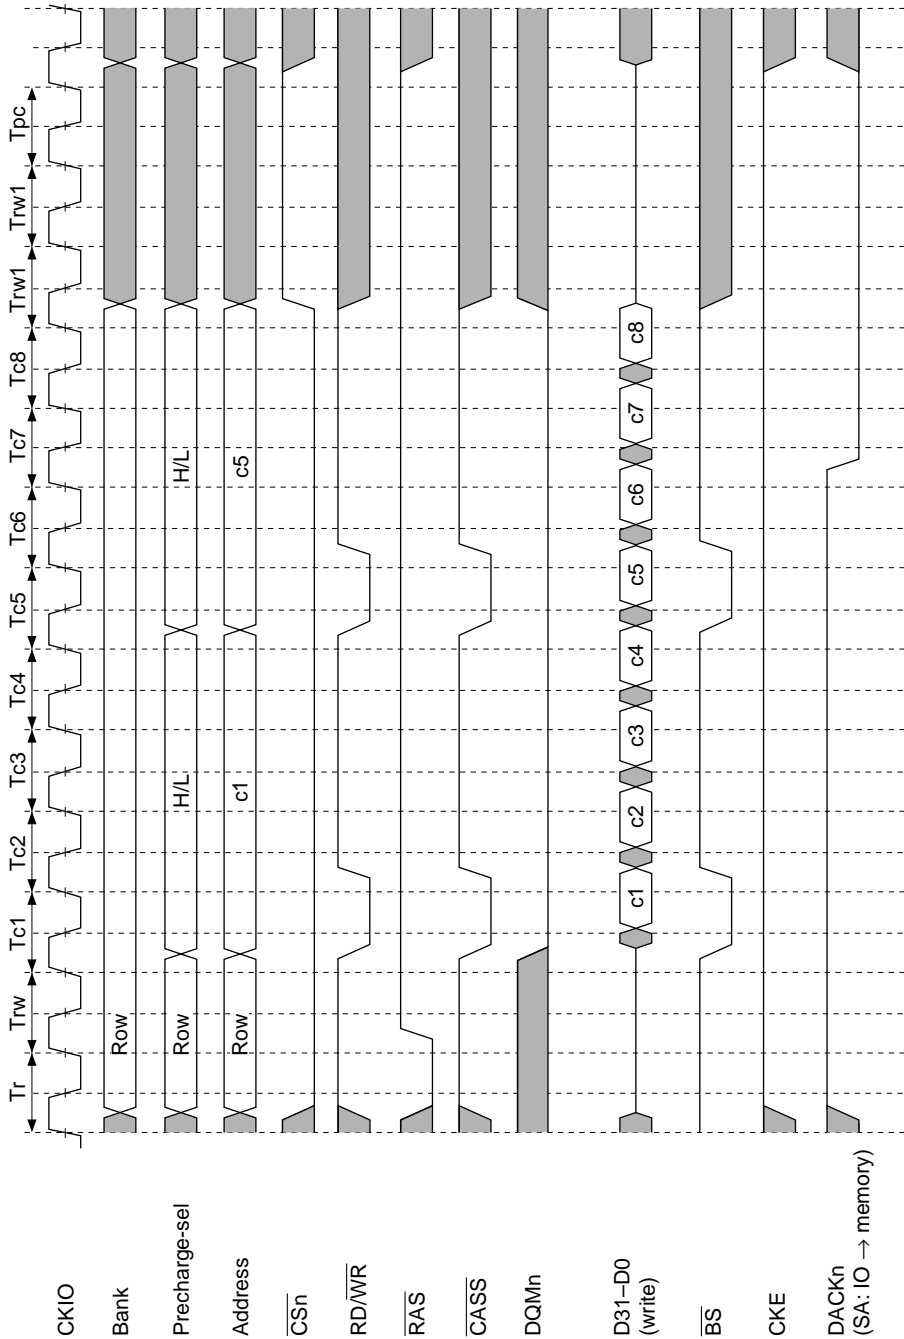 Tr Trw Tc1 Tc2 Tc3 Tc4 Tc5 Tc6 Tc7 Tc8 Trw1 Trw1 Tpc
CKIO
Bank Row
Precharge-sel Row H/L H/L
Address Row c1 c5
CSn
RD/WR
RAS
CASS
DQMn
D31–D0
(write) c1 c2 c3 c4 c5 c6 c7 c8
BS
CKE
DACKn
(SA: IO → memory)